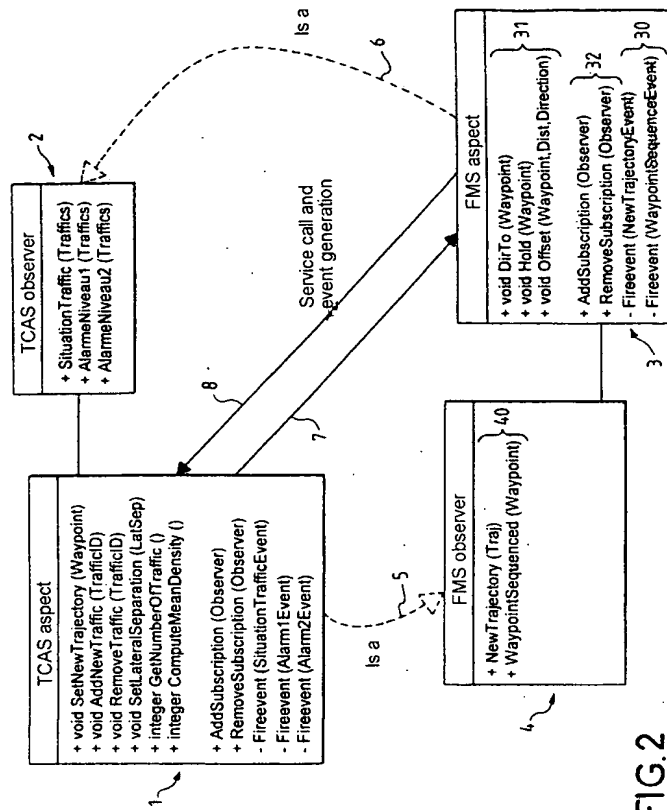 TCAS aspect
+ void SetNewTrajectory (Waypoint)
+ void AddNewTraffic (TrafficID)
+ void RemoveTraffic (TrafficID)
+ void SetLateralSeparation (LatSep)
+ integer GetNumberOfTraffic ()
+ integer ComputeMeanDensity ()
+ AddSubscription (Observer)
+ RemoveSubscription (Observer)
- Fireevent (SituationTrafficEvent)
- Fireevent (Alarm1Event)
- Fireevent (Alarm2Event)
1
TCAS observer
+ SituationTraffic (Traffics)
+ AlarmeNiveau1 (Traffics)
+ AlarmeNiveau2 (Traffics)
2
Is a
6
Service call and
event generation
8
7
Is a
5
FMS observer
+ NewTrajectory (Traj)
+ WaypointSequenced (Waypoint)
40
4
FMS aspect
+ void DirTo (Waypoint)
+ void Hold (Waypoint)
+ void Offset (Waypoint,Dist,Direction)
31
+ AddSubscription (Observer)
+ RemoveSubscription (Observer)
32
- Fireevent (NewTrajectoryEvent)
- Fireevent (WaypointSequenceEvent)
30
3
FIG.2